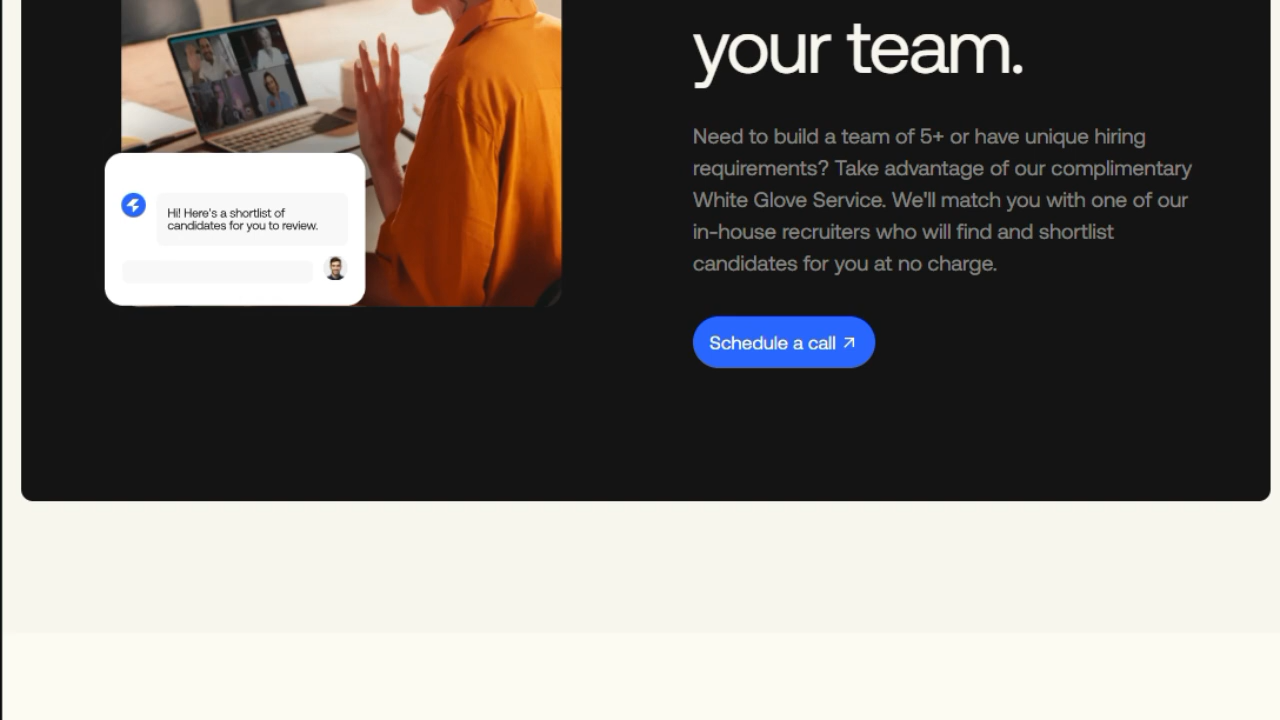 your team.
Need to build a team of 5+ or have unique hiring
requirements? Take advantage of our complimentary
White Glove Service. We'll match you with one of our
in-house recruiters who will find and shortlist
candidates for you at no charge.
Schedule a call
Hi! Here's a shortlist of
candidates for you to review.